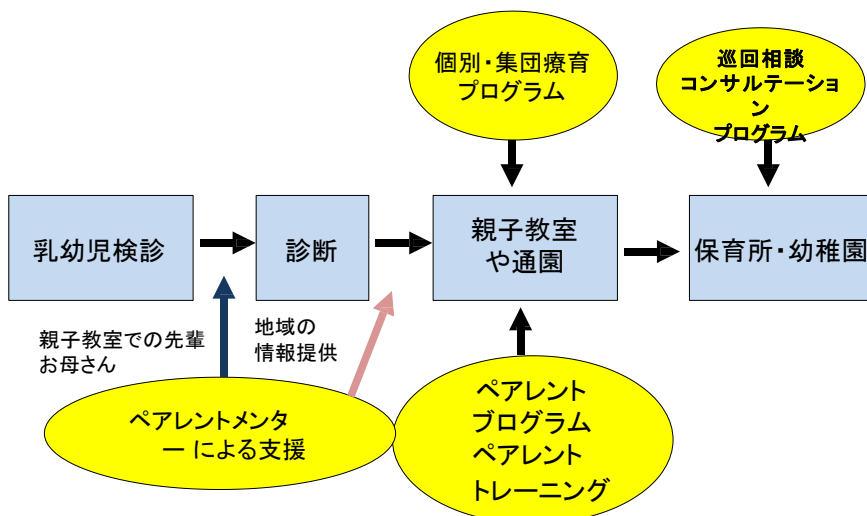 個別・集団療育
プログラム
巡回相談
コンサルテーショ
ン
プログラム
乳幼児検診
診断
親子教室
や通園
保育所・幼稚園
親子教室での先輩
お母さん
地域の
情報提供
ペアレントメンタ
ー による支援
ペアレント
プログラム
ペアレント
トレーニング